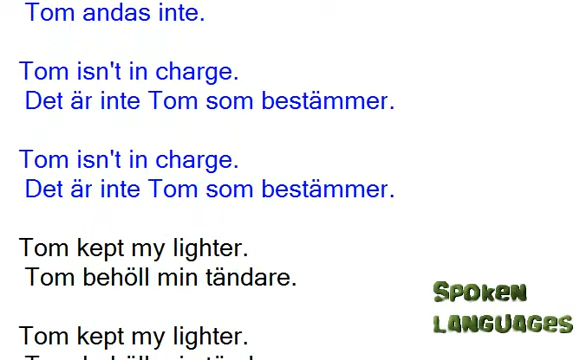 Tom andas inte.
Tom isn't in charge.
Det är inte Tom som bestämmer.
Tom isn't in charge.
Det är inte Tom som bestämmer.
Tom kept my lighter.
Tom behöll min tändare.
Tom kept my lighter.
SPOKEN
LANGUAGES